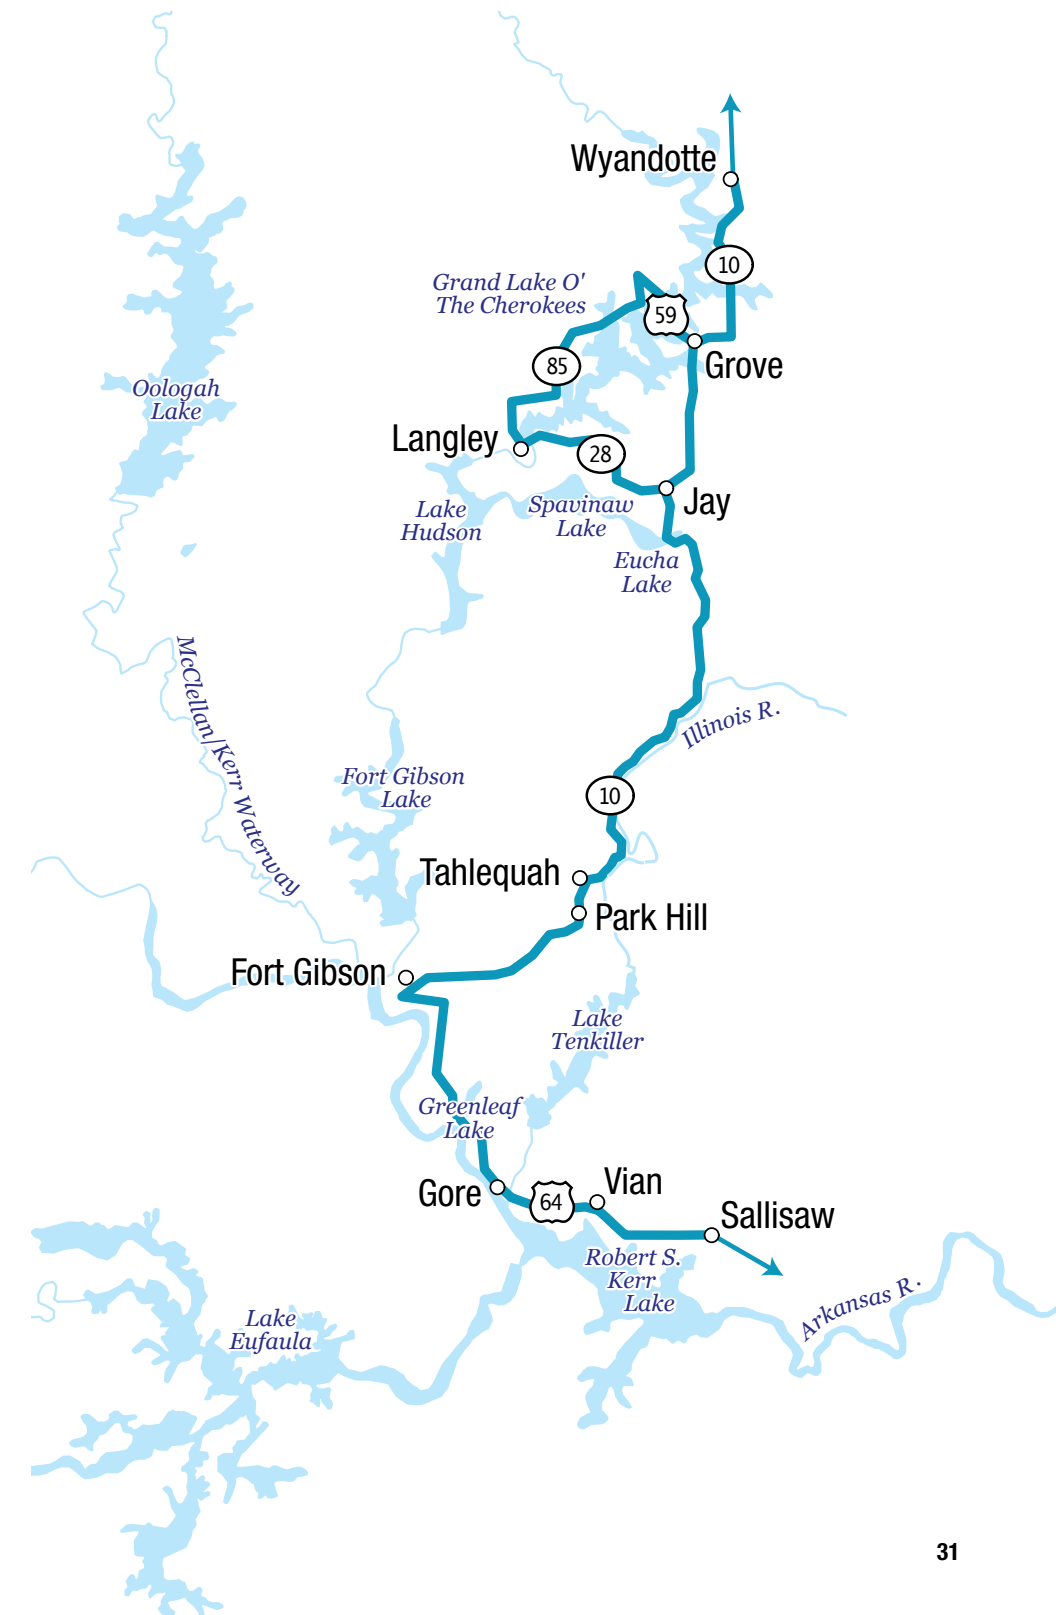 Wyandotte
10
Grand Lake O'
The Cherokees
59
Grove
85
Oologah
Lake
Langley
28
Jay
Lake
Hudson
Spavinaw
Lake
Eucha
Lake
McClellan/Kerr Waterway
Illinois R.
Fort Gibson
Lake
10
Tahlequah
Park Hill
Fort Gibson
Lake
Tenkiller
Greenleaf
Lake
Gore
64
Vian
Sallisaw
Robert S.
Kerr
Lake
Arkansas R.
Lake
Eufaula
31